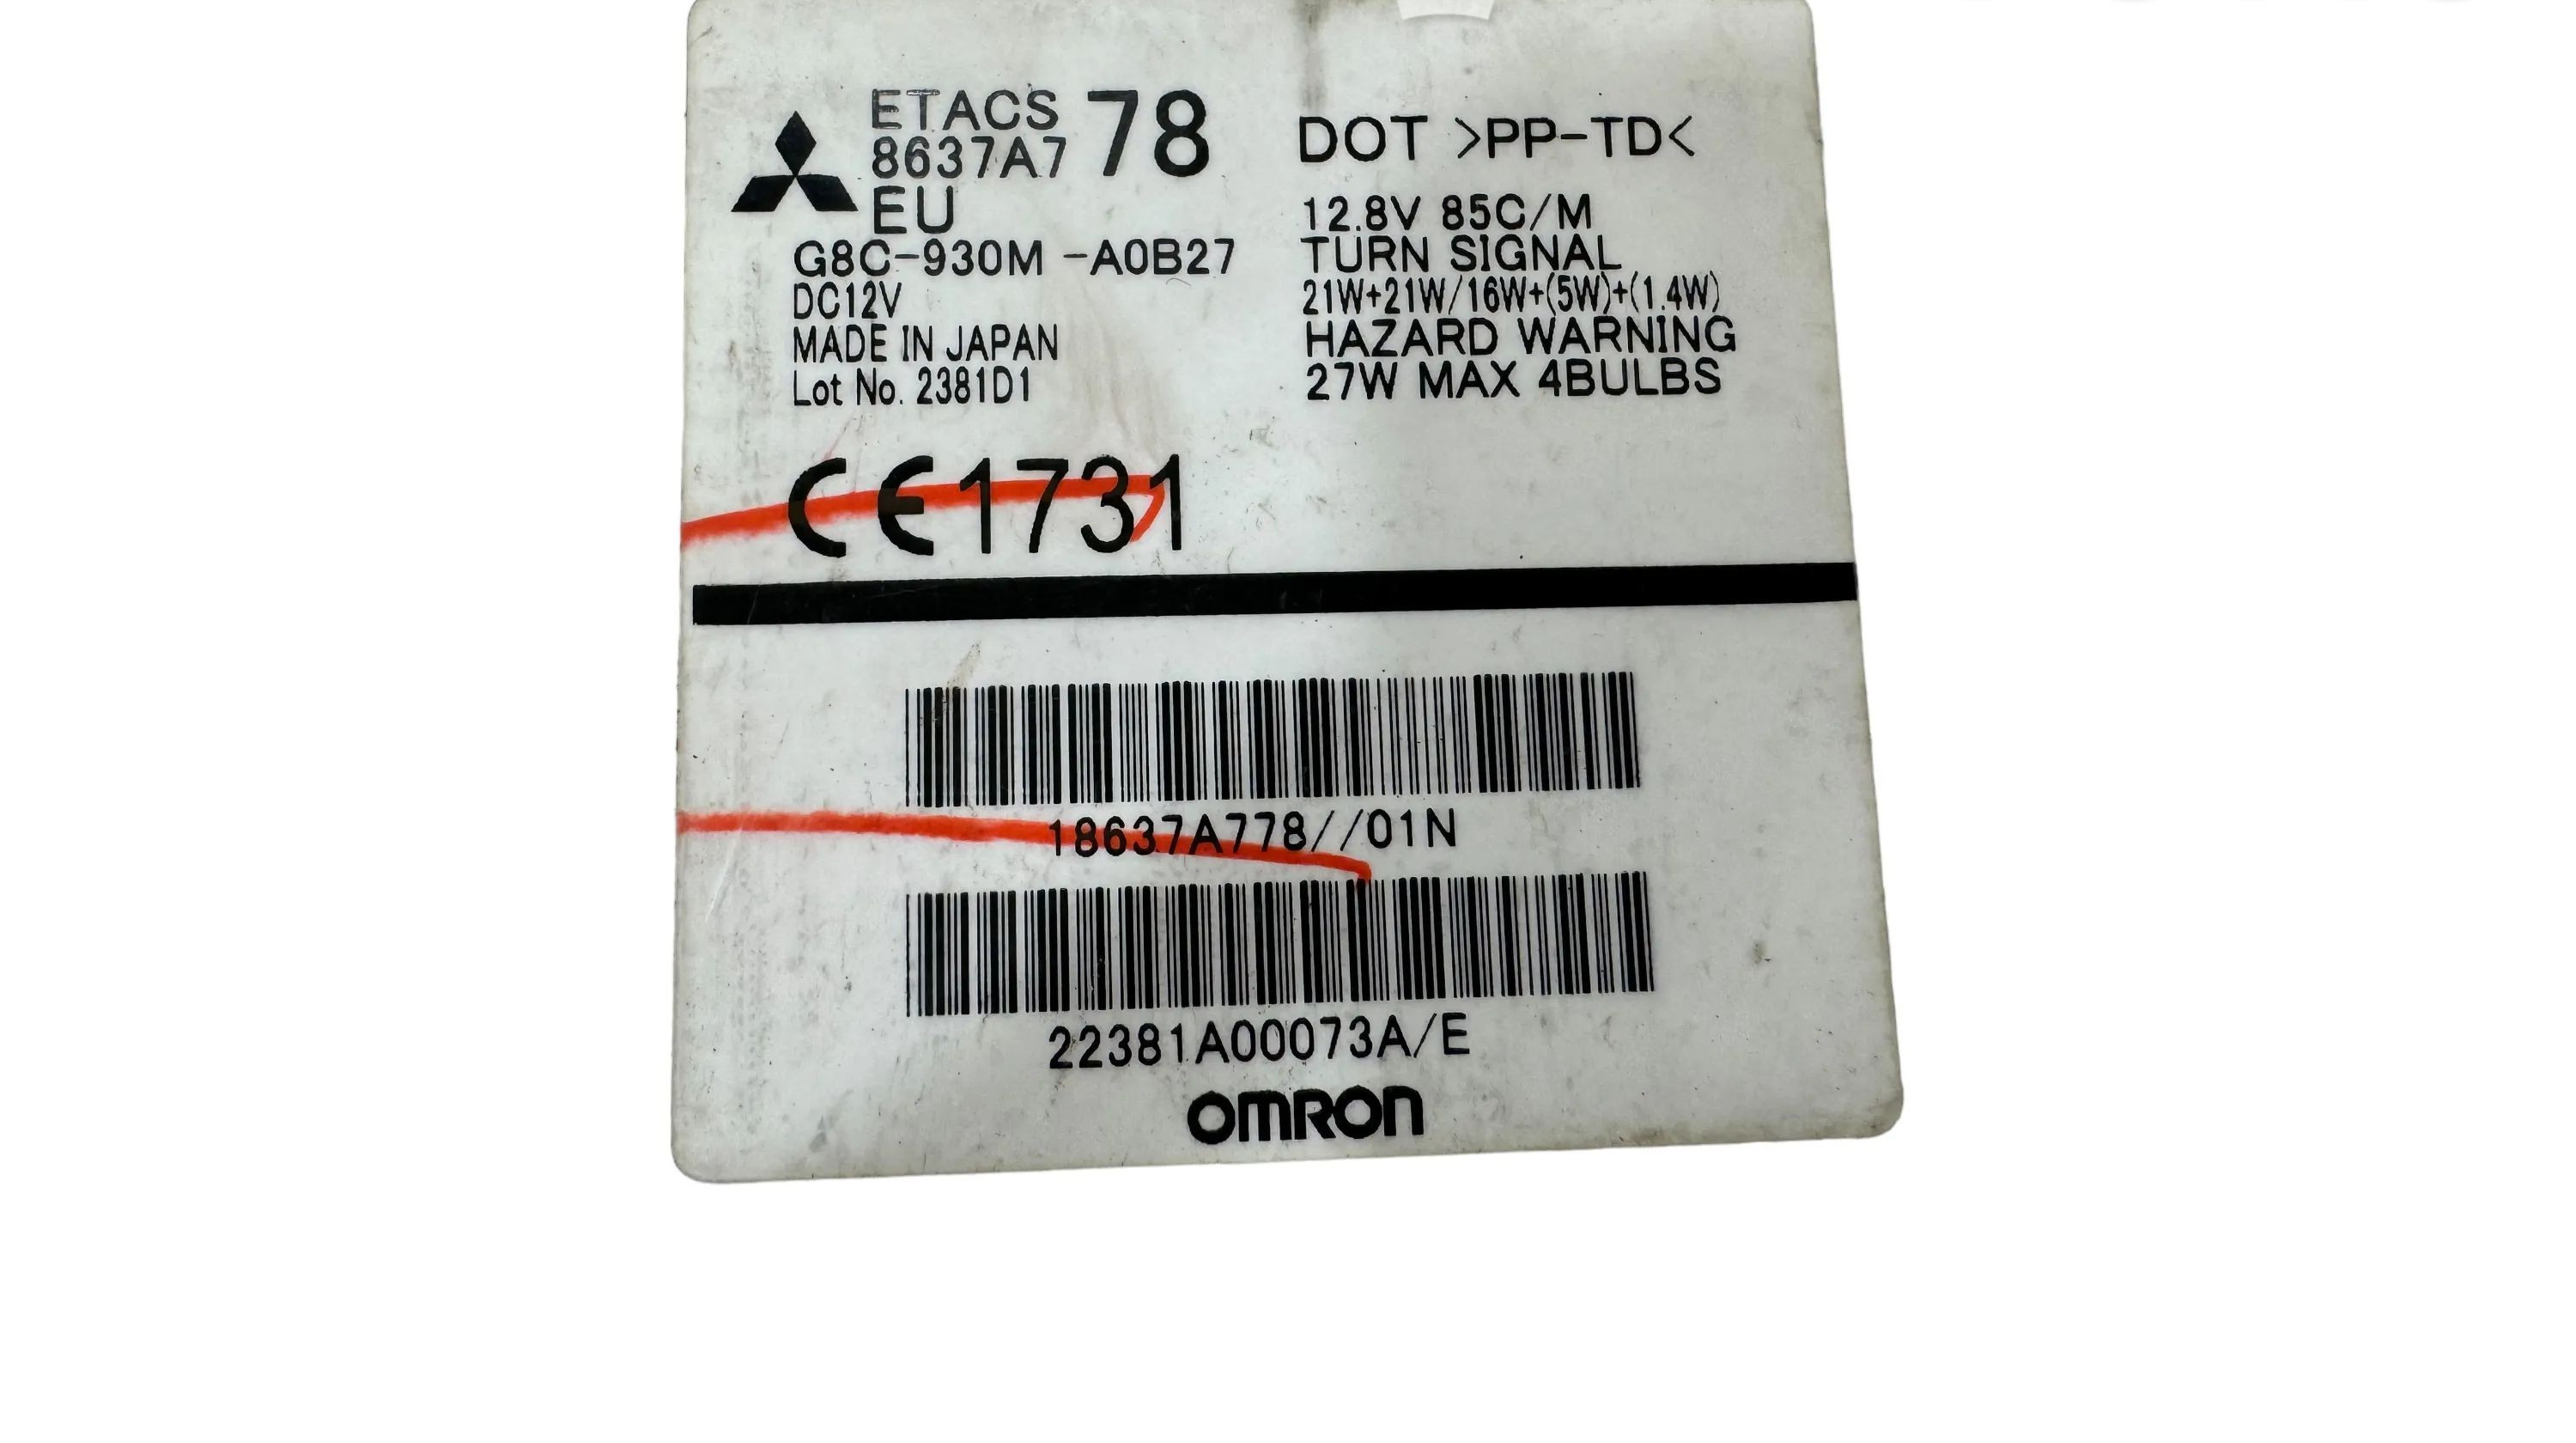 ETACS
8637A7 78
EU
G8C-930M -A0B27
DC12V
MADE IN JAPAN
Lot No. 2381D1
DOT >PP-TD<
12.8V 85C/M
TURN SIGNAL
21W+21W/16W+(5W)+(1.4W)
HAZARD WARNING
27W MAX 4BULBS
CE1731
18637A778//01N
22381A00073A/E
OMRON